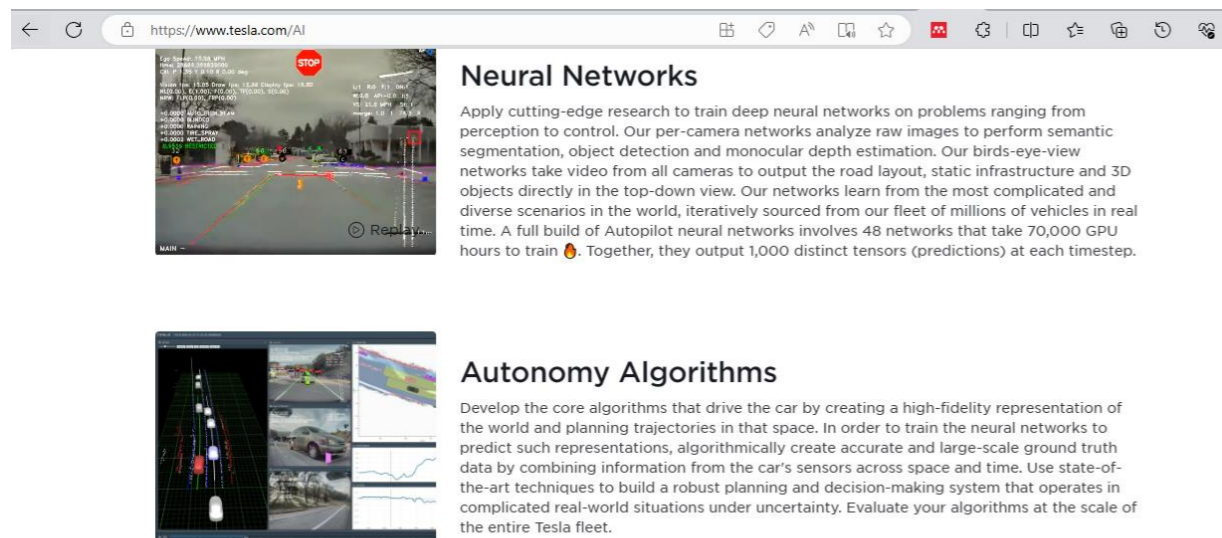 https://www.tesla.com/AI
STOP
Neural Networks
Apply cutting-edge research to train deep neural networks on problems ranging from
perception to control. Our per-camera networks analyze raw images to perform semantic
segmentation, object detection and monocular depth estimation. Our birds-eye-view
networks take video from all cameras to output the road layout, static infrastructure and 3D
objects directly in the top-down view. Our networks learn from the most complicated and
diverse scenarios in the world, iteratively sourced from our fleet of millions of vehicles in real
time. A full build of Autopilot neural networks involves 48 networks that take 70,000 GPU
hours to train 🔥. Together, they output 1,000 distinct tensors (predictions) at each timestep.
Replay
MAIN
Autonomy Algorithms
Develop the core algorithms that drive the car by creating a high-fidelity representation of
the world and planning trajectories in that space. In order to train the neural networks to
predict such representations, algorithmically create accurate and large-scale ground truth
data by combining information from the car's sensors across space and time. Use state-of-
the-art techniques to build a robust planning and decision-making system that operates in
complicated real-world situations under uncertainty. Evaluate your algorithms at the scale of
the entire Tesla fleet.